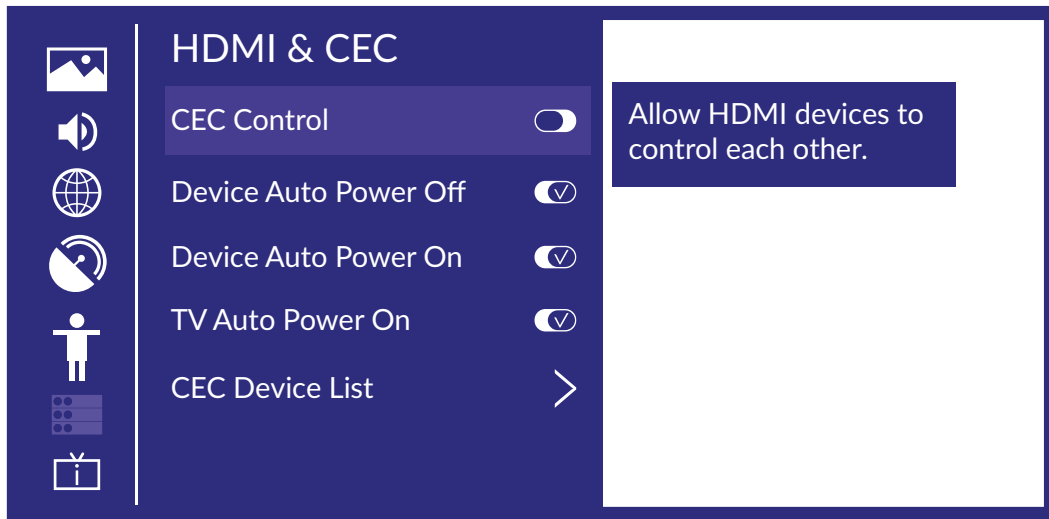 HDMI & CEC
CEC Control
Allow HDMI devices to
control each other.
Device Auto Power Off
Device Auto Power On
TV Auto Power On
CEC Device List
i